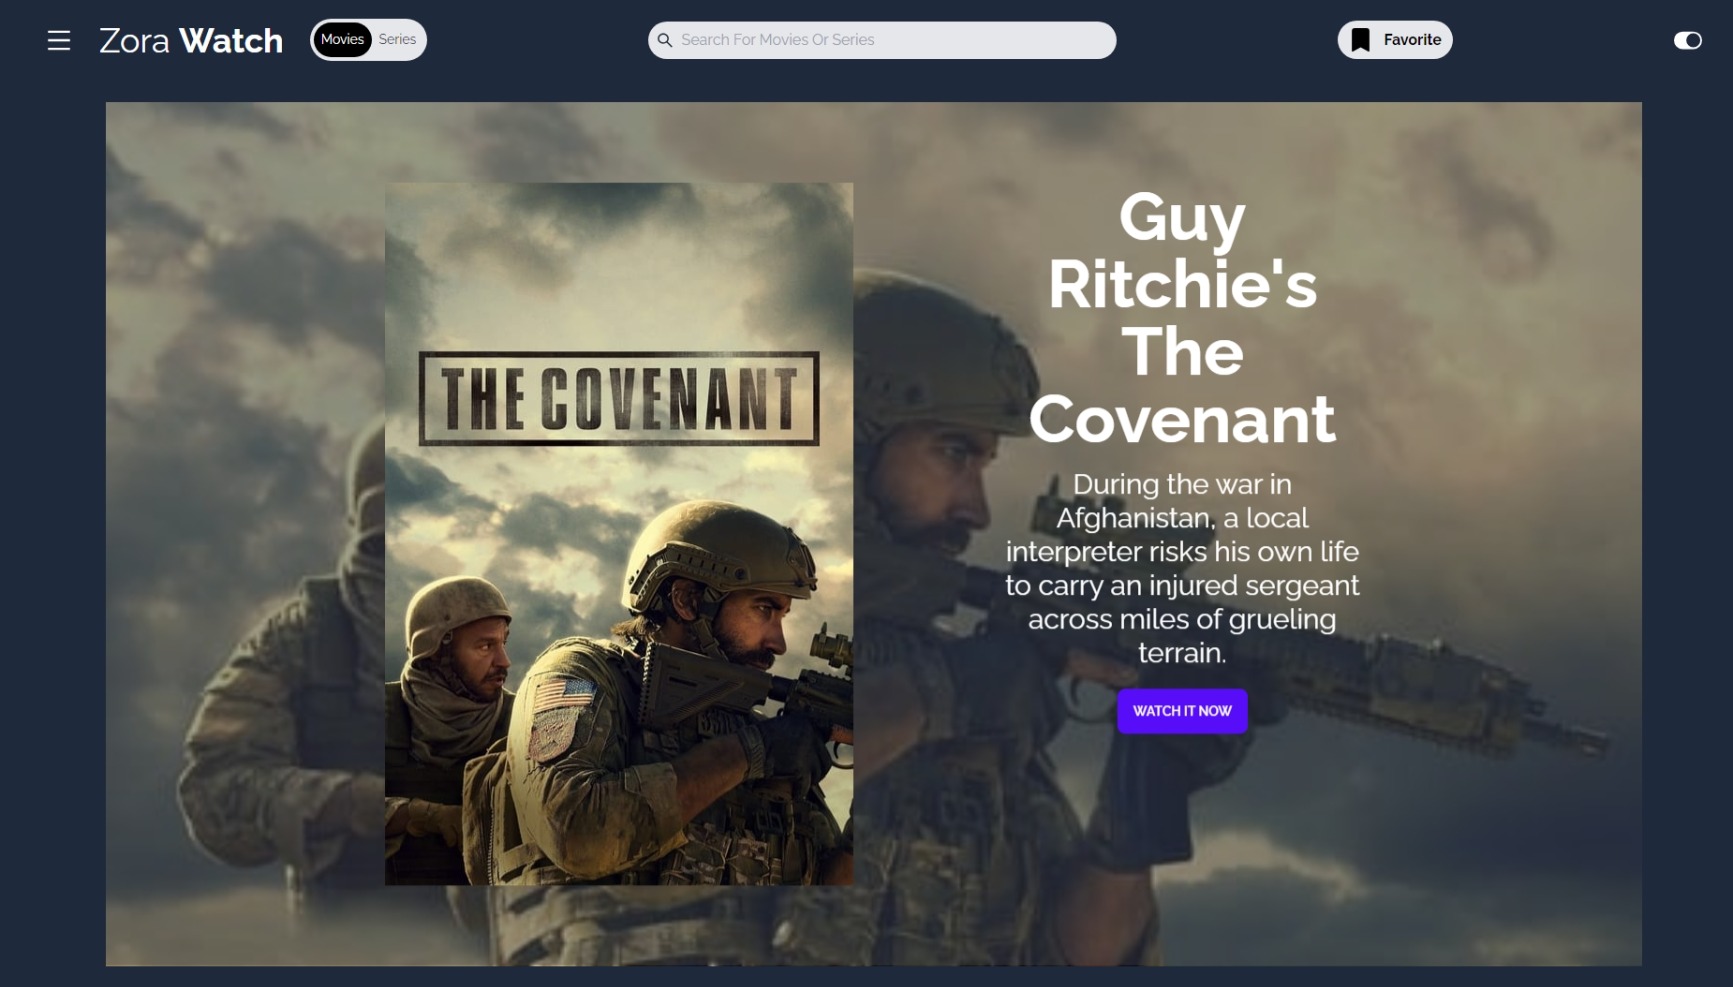 Zora Watch
Movies Series
Search For Movies Or Series
Favorite
THE COVENANT
Guy
Ritchie's
The
Covenant
During the war in
Afghanistan, a local
interpreter risks his own life
to carry an injured sergeant
across miles of grueling
terrain.
WATCH IT NOW